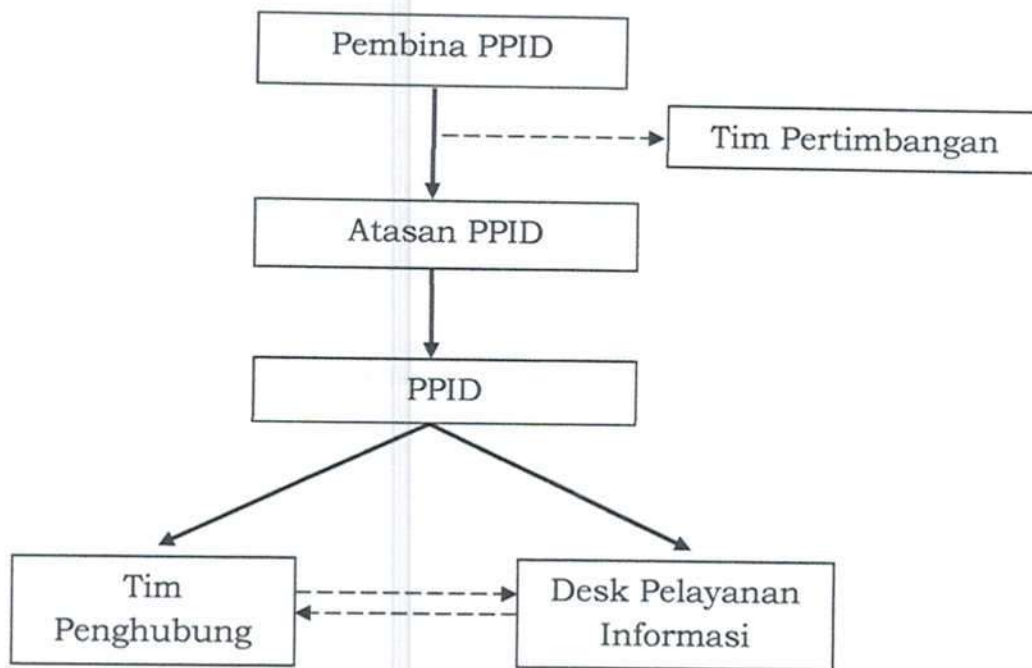 Pembina PPID
Tim Pertimbangan
Atasan PPID
PPID
Tim
Penghubung
Desk Pelayanan
Informasi